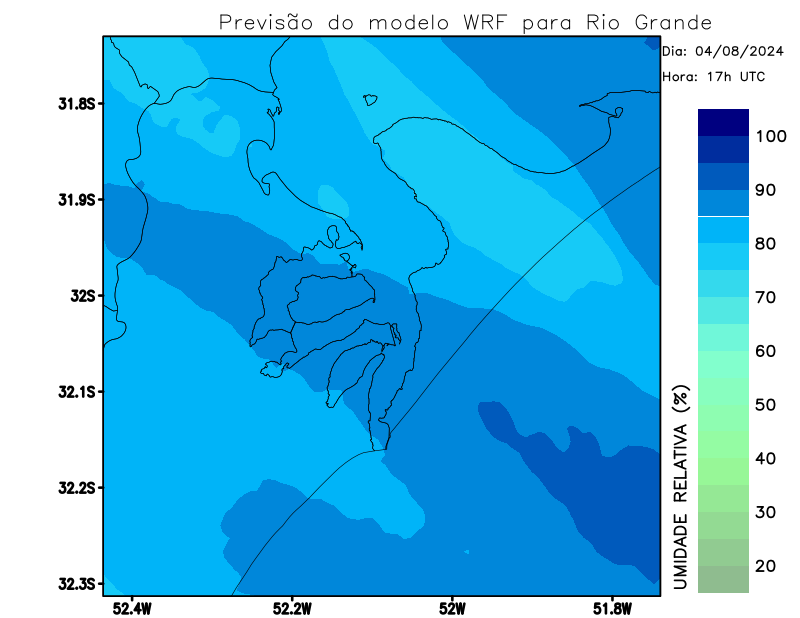 Previsão do modelo WRF para Rio Grande
Dia: 04/08/2024
Hora: 17h UTC
31.8S
31.9S
32S
32.1S
32.2S
32.3S
52.4W
52.2W
52W
51.8W
UMIDADE RELATIVA (%)
100
90
80
70
60
50
40
30
20